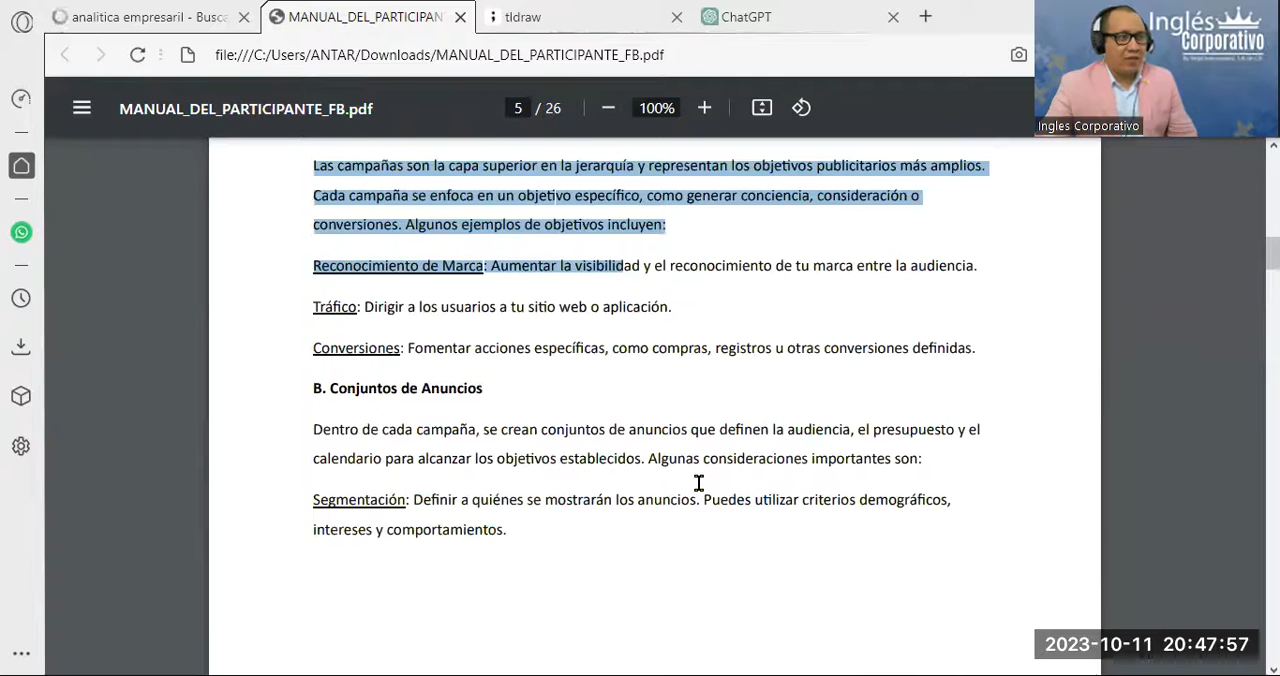 analitica empresaril - Busca
MANUAL_DEL_PARTICIPAN
tldraw
ChatGPT
file:///C:/Users/ANTAR/Downloads/MANUAL_DEL_PARTICIPANTE_FB.pdf
MANUAL_DEL_PARTICIPANTE_FB.pdf
5 / 26
100%
Inglés
Corporativo
Ingles Corporativo
Las campañas son la capa superior en la jerarquía y representan los objetivos publicitarios más amplios.
Cada campaña se enfoca en un objetivo específico, como generar conciencia, consideración o
conversiones. Algunos ejemplos de objetivos incluyen:
Reconocimiento de Marca: Aumentar la visibilidad y el reconocimiento de tu marca entre la audiencia.
Tráfico: Dirigir a los usuarios a tu sitio web o aplicación.
Conversiones: Fomentar acciones específicas, como compras, registros u otras conversiones definidas.
B. Conjuntos de Anuncios
Dentro de cada campaña, se crean conjuntos de anuncios que definen la audiencia, el presupuesto y el
calendario para alcanzar los objetivos establecidos. Algunas consideraciones importantes son:
Segmentación: Definir a quiénes se mostrarán los anuncios. Puedes utilizar criterios demográficos,
intereses y comportamientos.
2023-10-11 20:47:57